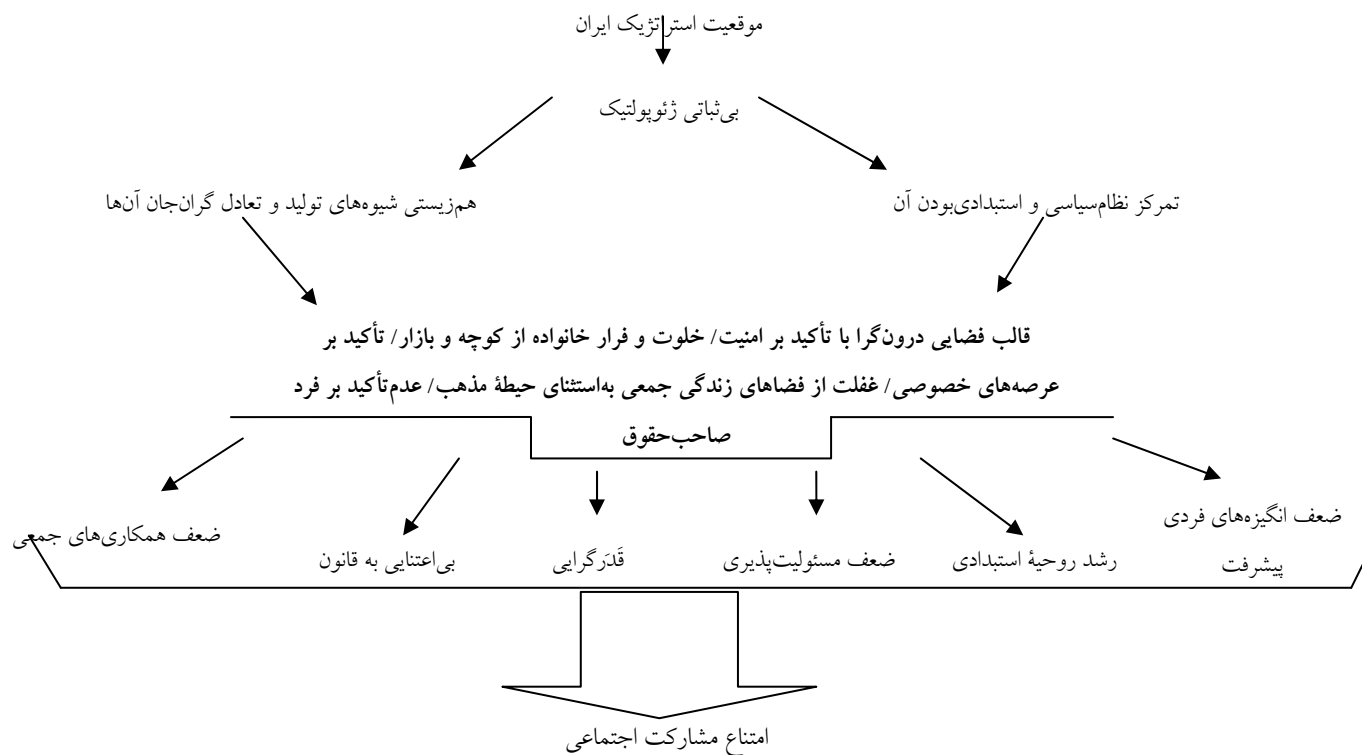 موقعیت استراتژیک ایران
بی‌ثباتی ژئوپولتیک
تمرکز نظام‌سیاسی و استبدادی‌بودن آن
هم‌زیستی شیوه‌های تولید و تعادل گران‌جان آن‌ها
قالب فضایی درون‌گرا با تأکید بر امنیت/ خلوت و فرار خانواده از کوچه و بازار/ تأکید بر
عرصه‌های خصوصی/ غفلت از فضاهای زندگی جمعی به‌استثنای حیطۀ مذهب/ عدم‌تأکید بر فرد
صاحب‌حقوق
ضعف انگیزه‌های فردی
پیشرفت
رشد روحیۀ استبدادی
ضعف مسئولیت‌پذیری
قَدَرگرایی
بی‌اعتنایی به قانون
ضعف همکاری‌های جمعی
امتناع مشارکت اجتماعی